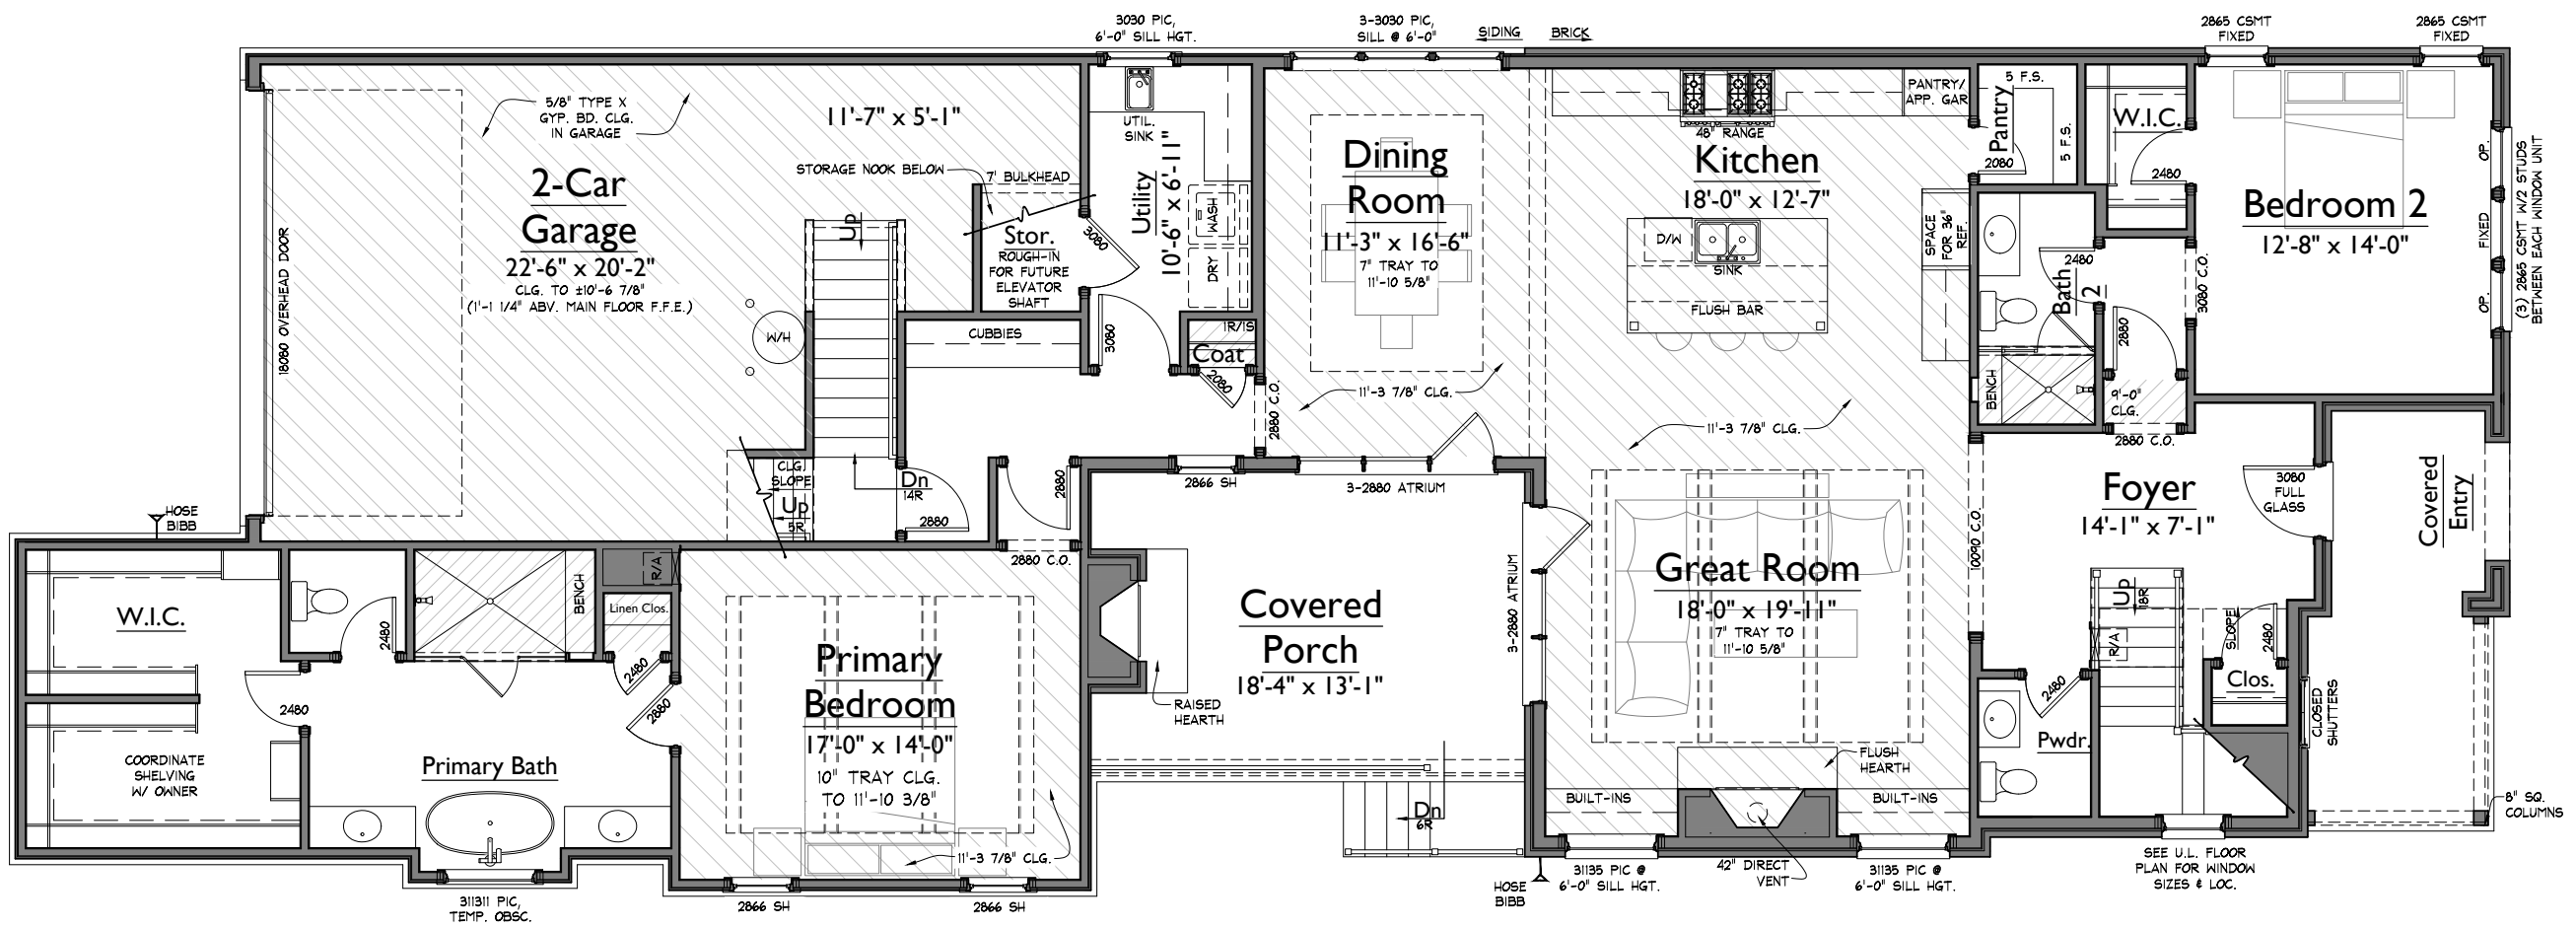 3030 PIC,
6'-0" SILL HGT.
3-3030 PIC,
SILL @ 6'-0"
SIDING
BRICK
2865 CSMT
FIXED
2865 CSMT
FIXED
5/8" TYPE X
GYP. BD. CLG.
IN GARAGE
11'-7" x 5'-1"
STORAGE NOOK BELOW
7' BULKHEAD
2-Car
Garage
22'-6" x 20'-2"
CLG. TO ±10'-6 7/8"
(1'-1 1/4" ABV. MAIN FLOOR F.F.E.)
18080 OVERHEAD DOOR
W/H
UP
Stor.
ROUGH-IN
FOR FUTURE
ELEVATOR
SHAFT
3080
UTIL.
SINK
Utility
10'-6" x 6'-11"
WASH
DRY
CUBBIES
3080
1R/1S
Coat
2080
2880 C.O.
Dining
Room
11'-3" x 16'-6"
7" TRAY TO
11'-10 5/8"
11'-3 7/8" CLG.
48" RANGE
PANTRY/
APP. GAR
Kitchen
18'-0" x 12'-7"
D/W
SINK
FLUSH BAR
SPACE
FOR 36"
REF.
11'-3 7/8" CLG.
5 F.S.
Pantry
5 F.S.
2080
W.I.C.
2480
Bedroom 2
12'-8" x 14'-0"
OP.
FIXED
OP.
(3) 2865 CSMT W/2 STUDS
BETWEEN EACH WINDOW UNIT
2480
Bath
2
3080 C.O.
2880
BENCH
9'-0"
CLG.
2880 C.O.
CLG.
SLOPE
Up
5R
Dn
14R
2880
2880
2880 C.O.
2866 SH
3-2880 ATRIUM
HOSE
BIBB
W.I.C.
2480
BENCH
R/A
Linen Clos.
2480
2480
2880
COORDINATE
SHELVING
W/ OWNER
Primary Bath
311311 PIC,
TEMP. OBSC.
Primary
Bedroom
17'-0" x 14'-0"
10" TRAY CLG.
TO 11'-10 3/8"
11'-3 7/8" CLG.
2866 SH
2866 SH
Covered
Porch
18'-4" x 13'-1"
RAISED
HEARTH
3-2880 ATRIUM
Dn
6R
HOSE
BIBB
Great Room
18'-0" x 19'-11"
7" TRAY TO
11'-10 5/8"
FLUSH
HEARTH
BUILT-INS
BUILT-INS
31135 PIC @
6'-0" SILL HGT.
42" DIRECT
VENT
31135 PIC @
6'-0" SILL HGT.
10090 C.O.
Foyer
14'-1" x 7'-1"
3080
FULL
GLASS
Covered
Entry
UP
18R
R/A
SLOPE
2480
Clos.
2480
Pwdr.
CLOSED
SHUTTERS
SEE U.L. FLOOR
PLAN FOR WINDOW
SIZES & LOC.
8" SQ.
COLUMNS